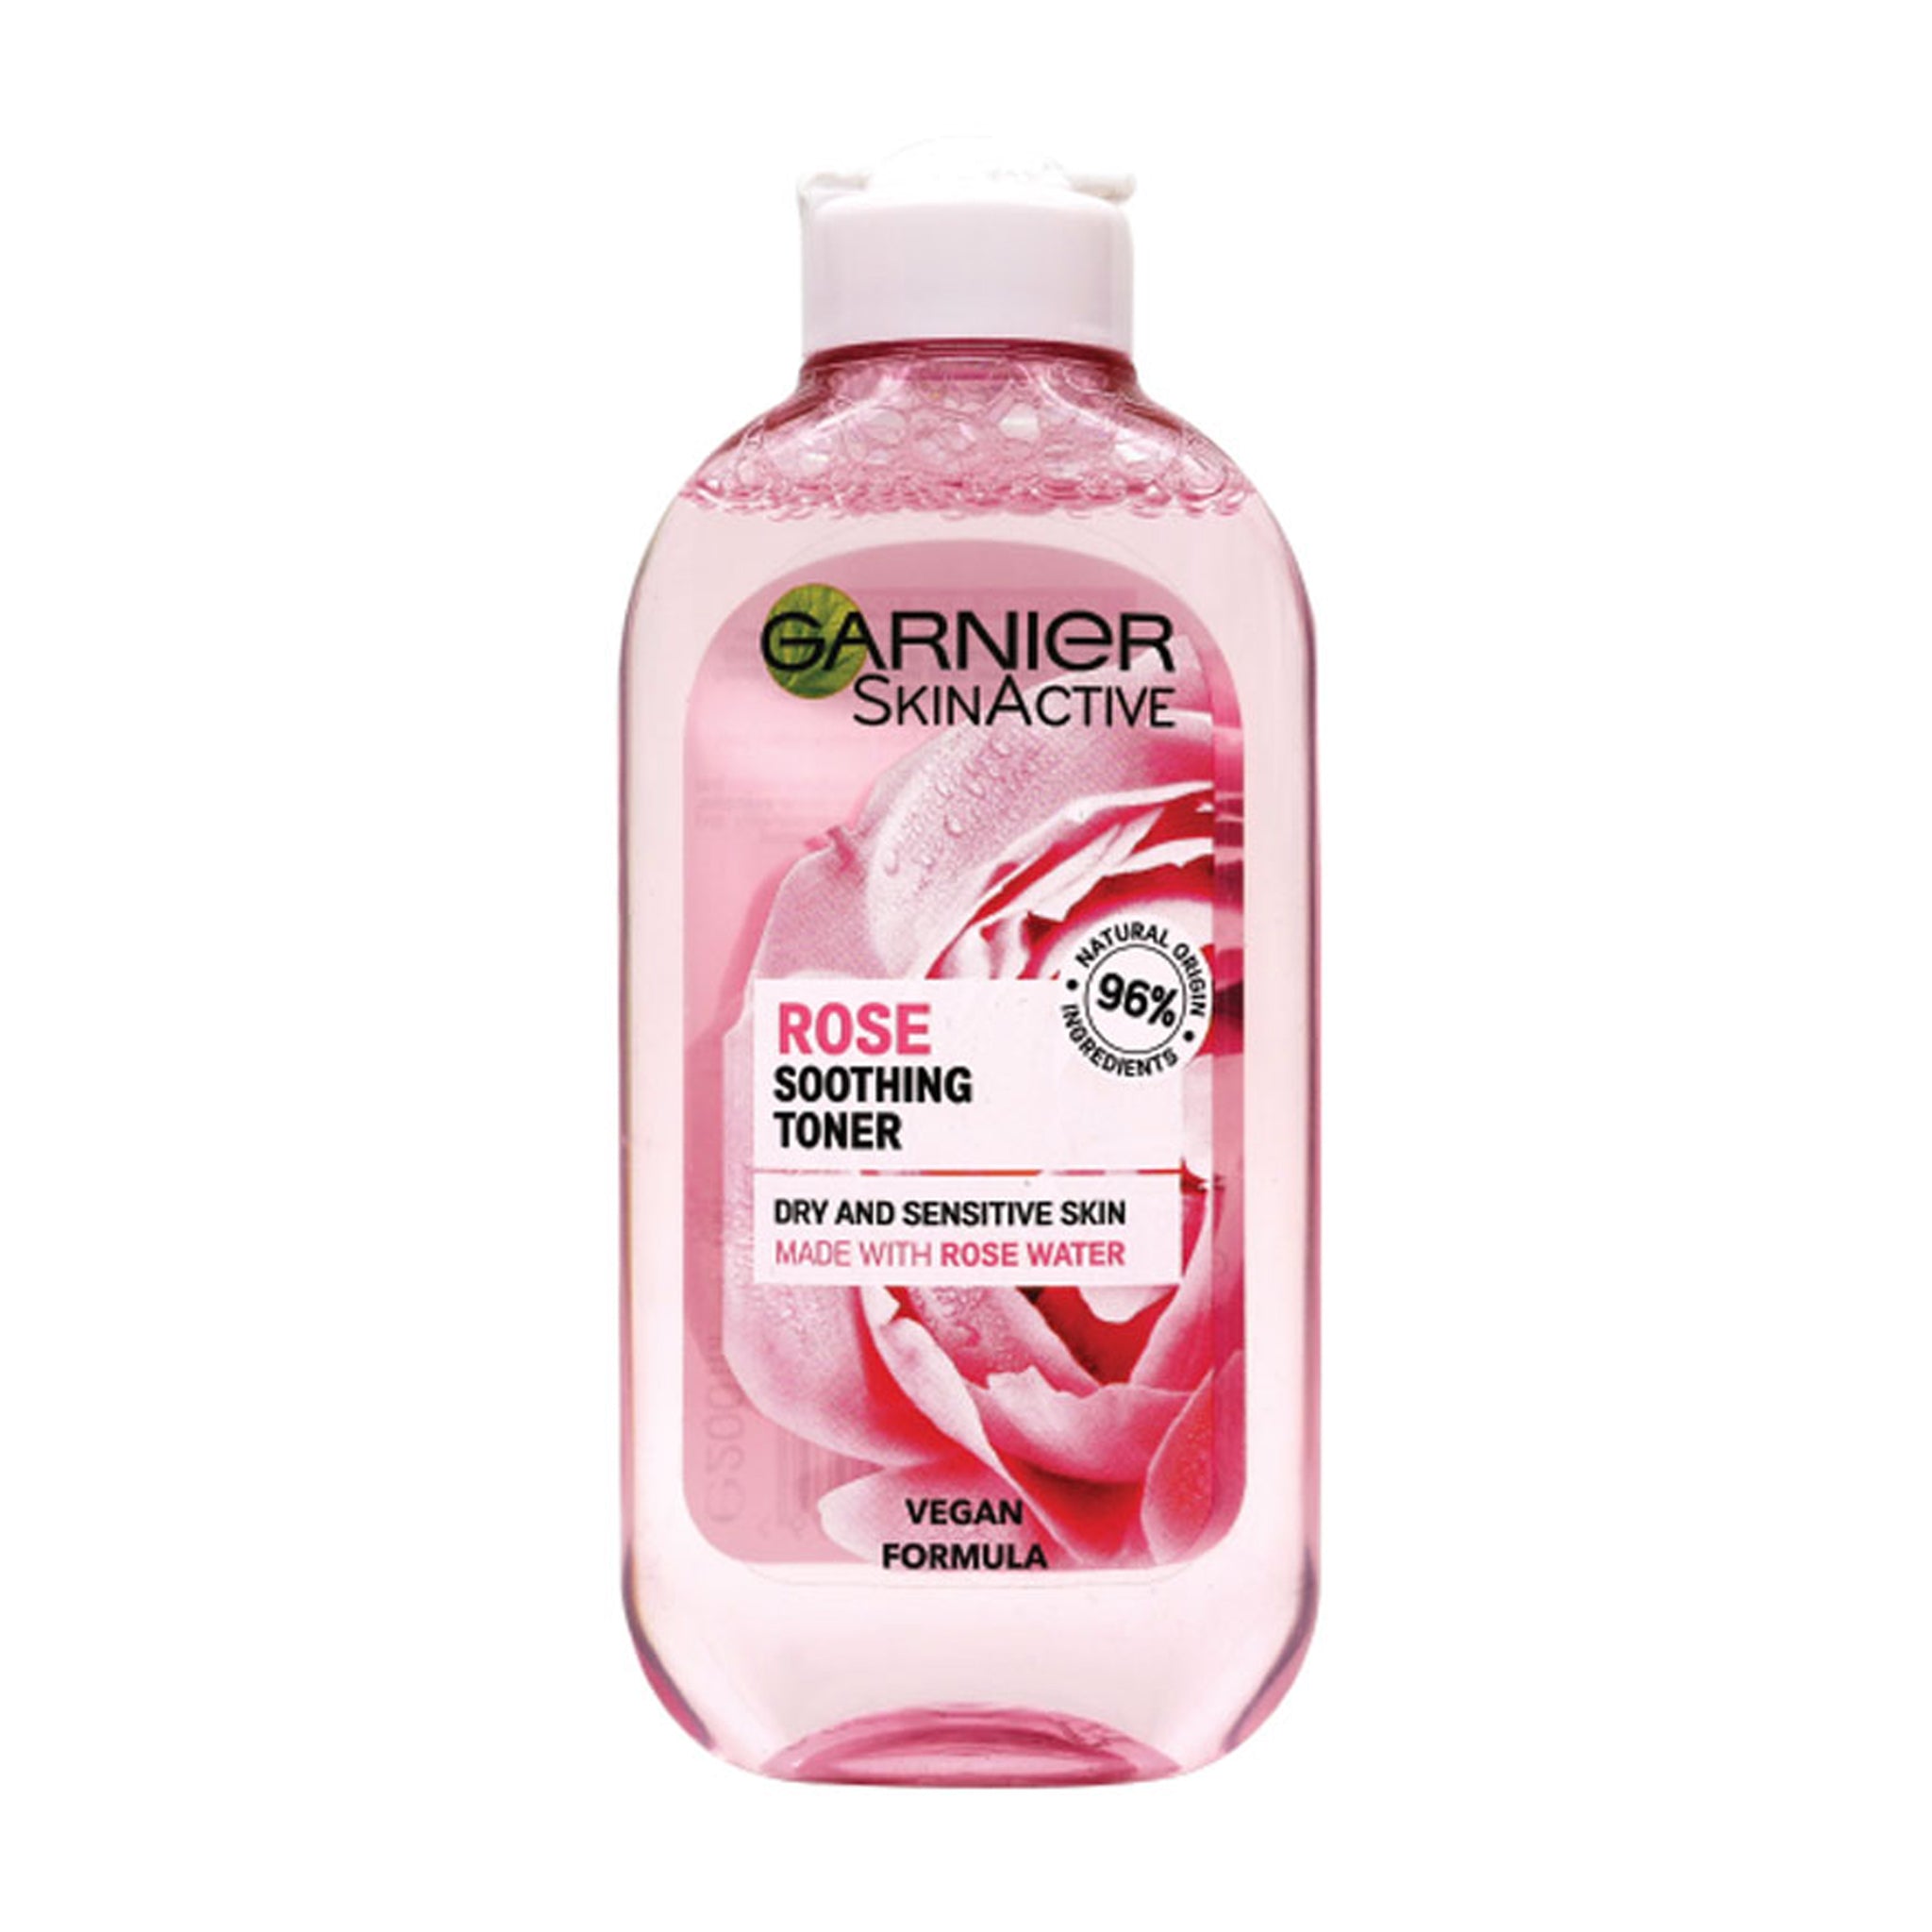 GARNIER
SKINACTIVE
NATURAL ORIGIN
96%
INGREDIENTS
ROSE
SOOTHING
TONER
DRY AND SENSITIVE SKIN
MADE WITH ROSE WATER
VEGAN
FORMULA